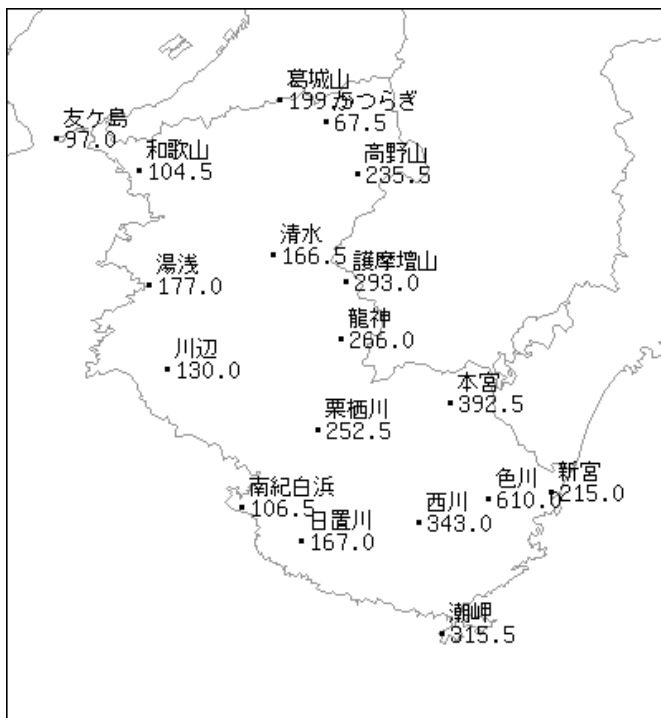 葛城山
199.5
かつらぎ
67.5
友ケ島
97.0
和歌山
104.5
高野山
235.5
清水
166.5
湯浅
177.0
護摩壇山
293.0
龍神
266.0
川辺
130.0
本宮
392.5
栗栖川
252.5
新宮
215.0
色川
610.0
南紀白浜
106.5
西川
343.0
日置川
167.0
潮岬
315.5